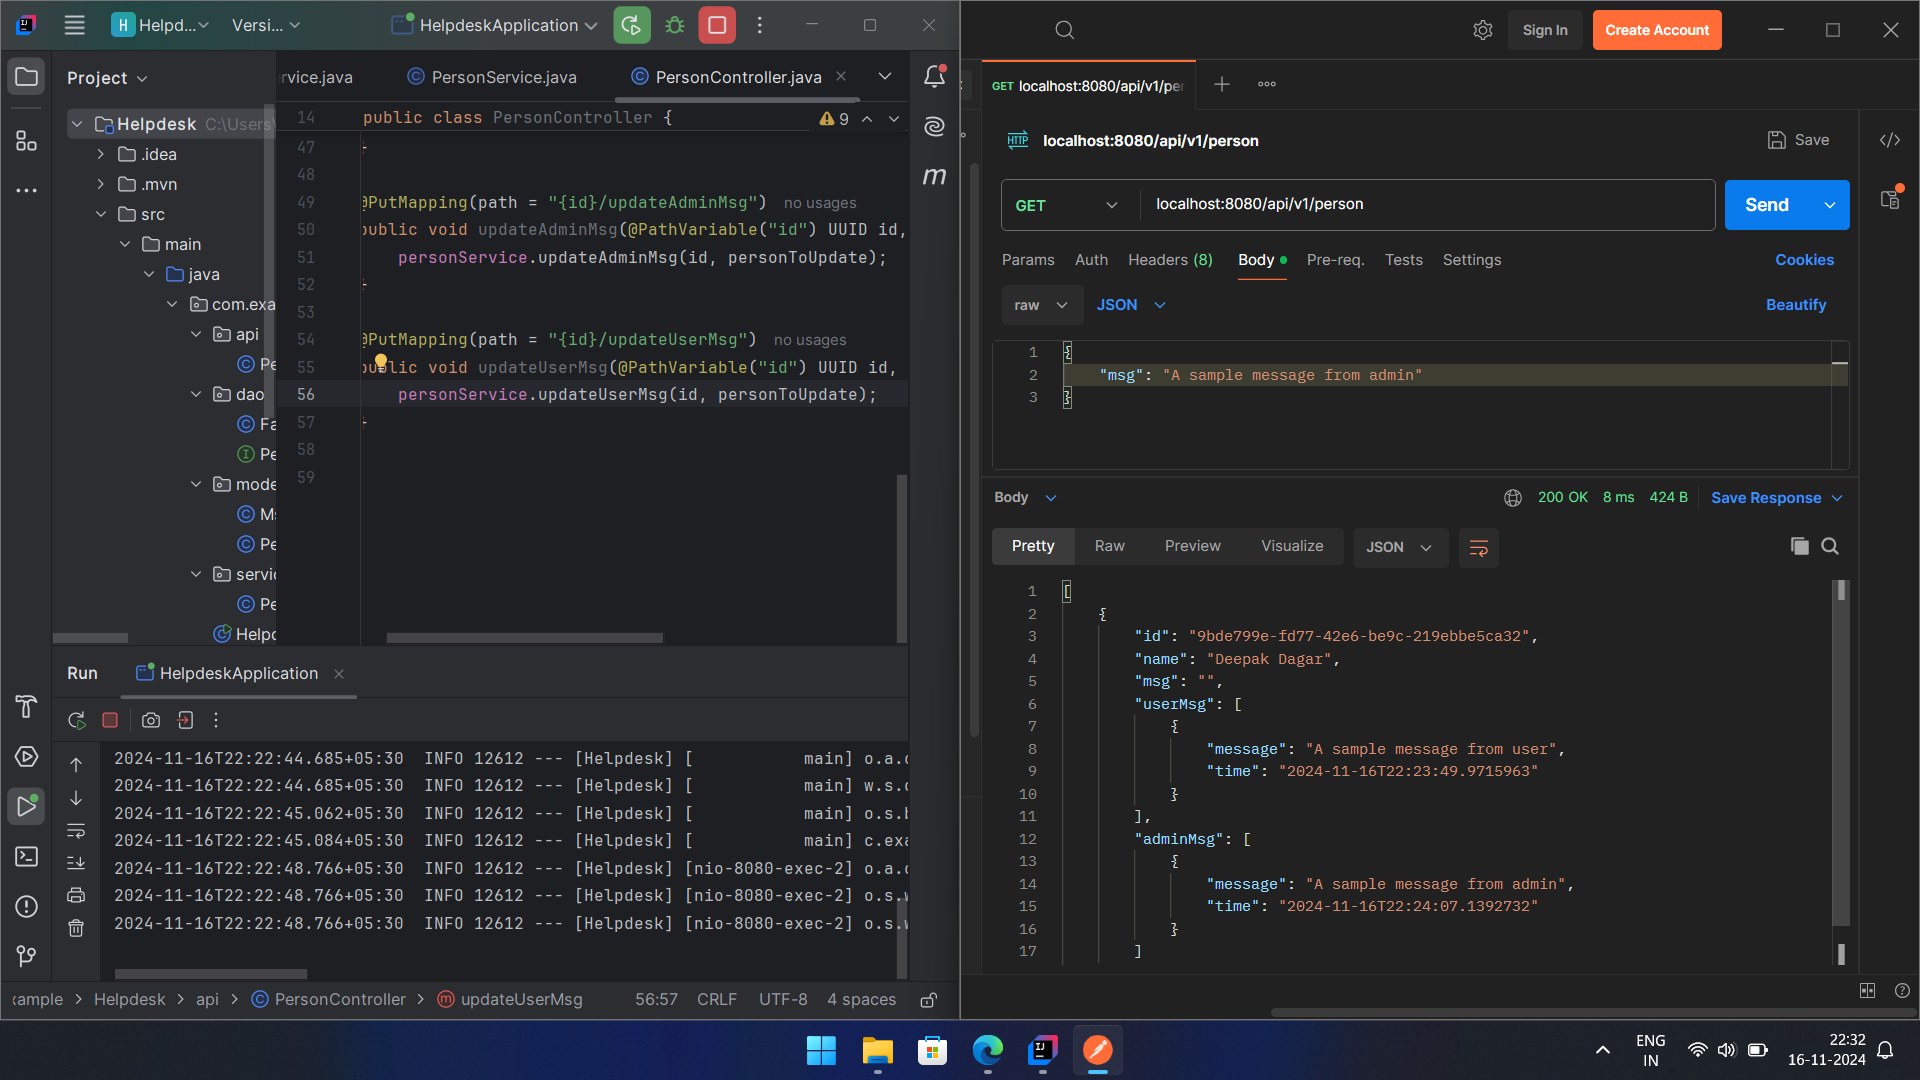 H Helpd... Versi... HelpdeskApplication
Project
Helpdesk C:\Users\
.idea
.mvn
src
main
java
com.exa
api
Pe
dao
Fa
Pe
mode
Ms
Pe
servic
Pe
Helpd
rvice.java PersonService.java PersonController.java
14 public class PersonController { 9
47 }
48
49 @PutMapping(path = "{id}/updateAdminMsg") no usages
50 public void updateAdminMsg(@PathVariable("id") UUID id,
51 personService.updateAdminMsg(id, personToUpdate);
52 }
53
54 @PutMapping(path = "{id}/updateUserMsg") no usages
55 public void updateUserMsg(@PathVariable("id") UUID id,
56 personService.updateUserMsg(id, personToUpdate);
57 }
58
59
m
Run HelpdeskApplication
2024-11-16T22:22:44.685+05:30 INFO 12612 --- [Helpdesk] [ main] o.a.c
2024-11-16T22:22:44.685+05:30 INFO 12612 --- [Helpdesk] [ main] w.s.c
2024-11-16T22:22:45.062+05:30 INFO 12612 --- [Helpdesk] [ main] o.s.b
2024-11-16T22:22:45.063+05:30 INFO 12612 --- [Helpdesk] [ main] c.exa
2024-11-16T22:22:48.766+05:30 INFO 12612 --- [Helpdesk] [nio-8080-exec-2] o.a.c
2024-11-16T22:22:48.766+05:30 INFO 12612 --- [Helpdesk] [nio-8080-exec-2] o.s.w
2024-11-16T22:22:48.766+05:30 INFO 12612 --- [Helpdesk] [nio-8080-exec-2] o.s.w
xample > Helpdesk > api > PersonController > updateUserMsg 56:57 CRLF UTF-8 4 spaces
Sign In Create Account
GET localhost:8080/api/v1/per
HTTP localhost:8080/api/v1/person Save
GET localhost:8080/api/v1/person Send
Params Auth Headers (8) Body Pre-req. Tests Settings Cookies
raw JSON Beautify
1 {
2 "msg": "A sample message from admin"
3 }
Body 200 OK 8 ms 424 B Save Response
Pretty Raw Preview Visualize JSON
1 [
2 {
3 "id": "9bde799e-fd77-42e6-be9c-219ebbe5ca32",
4 "name": "Deepak Dagar",
5 "msg": "",
6 "userMsg": [
7 {
8 "message": "A sample message from user",
9 "time": "2024-11-16T22:23:49.9715963"
10 }
11 ],
12 "adminMsg": [
13 {
14 "message": "A sample message from admin",
15 "time": "2024-11-16T22:24:07.1392732"
16 }
17 ]
ENG
IN
22:32
16-11-2024